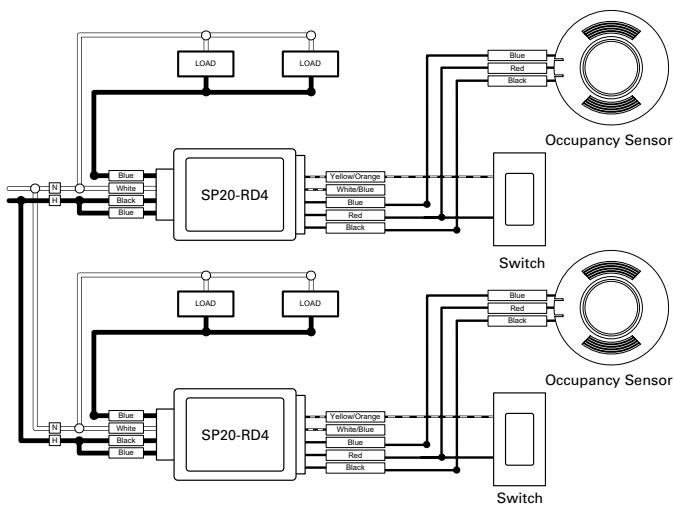 LOAD
LOAD
Blue
Red
Black
Occupancy Sensor
Blue
N
White
H
Black
Blue
SP20-RD4
Yellow/Orange
White/Blue
Blue
Red
Black
Switch
LOAD
LOAD
Blue
Red
Black
Occupancy Sensor
Blue
N
White
H
Black
Blue
SP20-RD4
Yellow/Orange
White/Blue
Blue
Red
Black
Switch